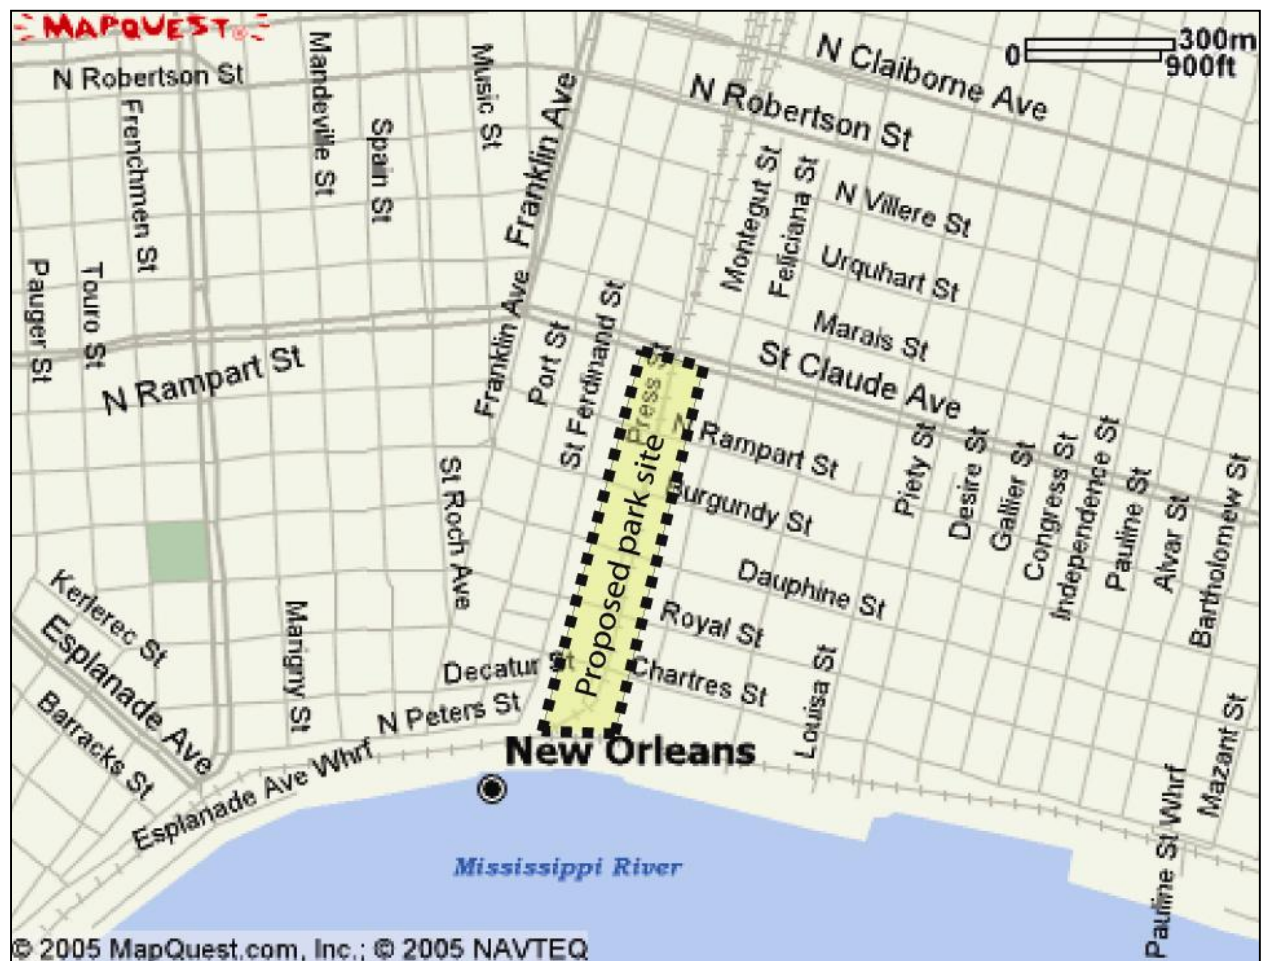 MAPQUEST
N Claiborne Ave
0
300m
900ft
N Robertson St
N Robertson St
Frenchmen St
Mandeville St
Spain St
Music St
Franklin Ave
Montegut St
Feliciana St
N Villere St
Urquhart St
Marais St
St Claude Ave
Pauger St
Touro St
N Rampart St
Franklin Ave
Port St
St Ferdinand St
Press St
N Rampart St
Burgundy St
Dauphine St
Royal St
Chartres St
Piety St
Desire St
Gallier St
Congress St
Independence St
Pauline St
Alvar St
Bartholomew St
St Roch Ave
Proposed park site
Kerlerec St
Esplanade Ave
Barracks St
Marigny St
Decatur St
N Peters St
Esplanade Ave Whrf
Louisa St
Mazant St
Pauline St Whrf
New Orleans
Mississippi River
© 2005 MapQuest.com, Inc.; © 2005 NAVTEQ